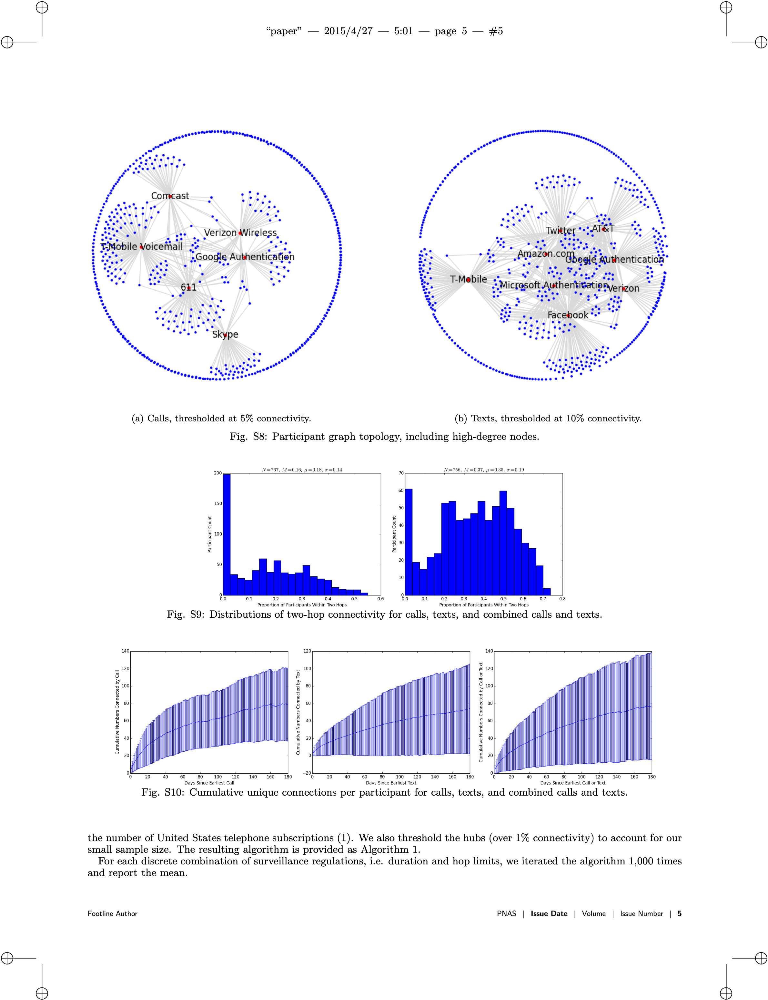 “paper” — 2015/4/27 — 5:01 — page 5 — #5
Comcast
Verizon Wireless
T-Mobile Voicemail
Google Authentication
611
Skype
Twitter
AT&T
Amazon.com
Google Authentication
T-Mobile
Microsoft Authentication
Verizon
Facebook
(a) Calls, thresholded at 5% connectivity.
(b) Texts, thresholded at 10% connectivity.
Fig. S8: Participant graph topology, including high-degree nodes.
N=767, M=0.16, μ=0.18, σ=0.14
200
150
100
50
0
Participant Count
0.0 0.1 0.2 0.3 0.4 0.5 0.6
Proportion of Participants Within Two Hops
N=756, M=0.37, μ=0.35, σ=0.19
70
60
50
40
30
20
10
0
Participant Count
0.0 0.1 0.2 0.3 0.4 0.5 0.6 0.7 0.8
Proportion of Participants Within Two Hops
Fig. S9: Distributions of two-hop connectivity for calls, texts, and combined calls and texts.
140
120
100
80
60
40
20
0
Cumulative Numbers Connected by Call
0 20 40 60 80 100 120 140 160 180
Days Since Earliest Call
120
100
80
60
40
20
0
−20
Cumulative Numbers Connected by Text
0 20 40 60 80 100 120 140 160 180
Days Since Earliest Text
140
120
100
80
60
40
20
0
Cumulative Numbers Connected by Call or Text
0 20 40 60 80 100 120 140 160 180
Days Since Earliest Call or Text
Fig. S10: Cumulative unique connections per participant for calls, texts, and combined calls and texts.
the number of United States telephone subscriptions (1). We also threshold the hubs (over 1% connectivity) to account for our
small sample size. The resulting algorithm is provided as Algorithm 1.
For each discrete combination of surveillance regulations, i.e. duration and hop limits, we iterated the algorithm 1,000 times
and report the mean.
Footline Author
PNAS | Issue Date | Volume | Issue Number | 5